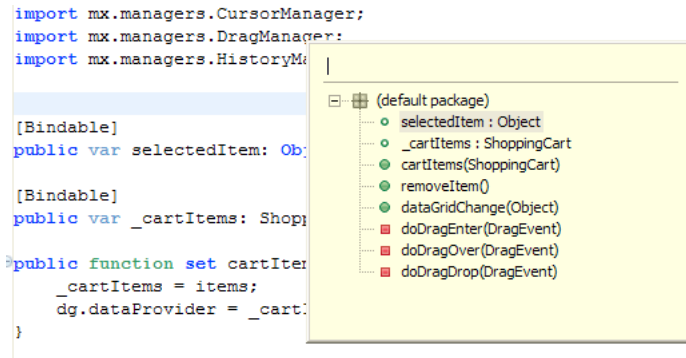 import mx.managers.CursorManager;
import mx.managers.DragManager;
import mx.managers.HistoryMa
[Bindable]
public var selectedItem: Obj
[Bindable]
public var _cartItems: Shopp
public function set cartIter
_cartItems = items;
dg.dataProvider = _carti
}
(default package)
selectedItem : Object
_cartItems : ShoppingCart
cartItems(ShoppingCart)
removeItem()
dataGridChange(Object)
doDragEnter(DragEvent)
doDragOver(DragEvent)
doDragDrop(DragEvent)